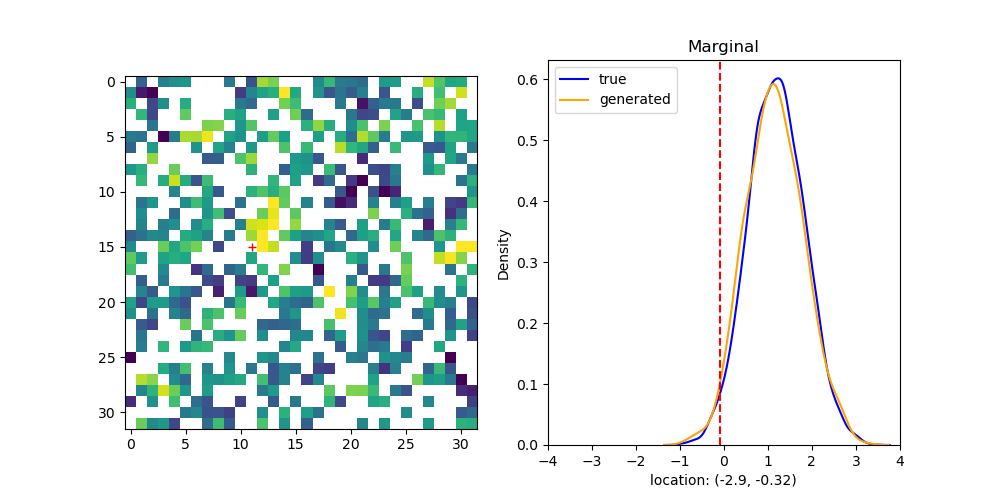 Marginal
true
generated
0
5
10
15
20
25
30
0 5 10 15 20 25 30
Density
0.6
0.5
0.4
0.3
0.2
0.1
0.0
−4 −3 −2 −1 0 1 2 3 4
location: (-2.9, -0.32)